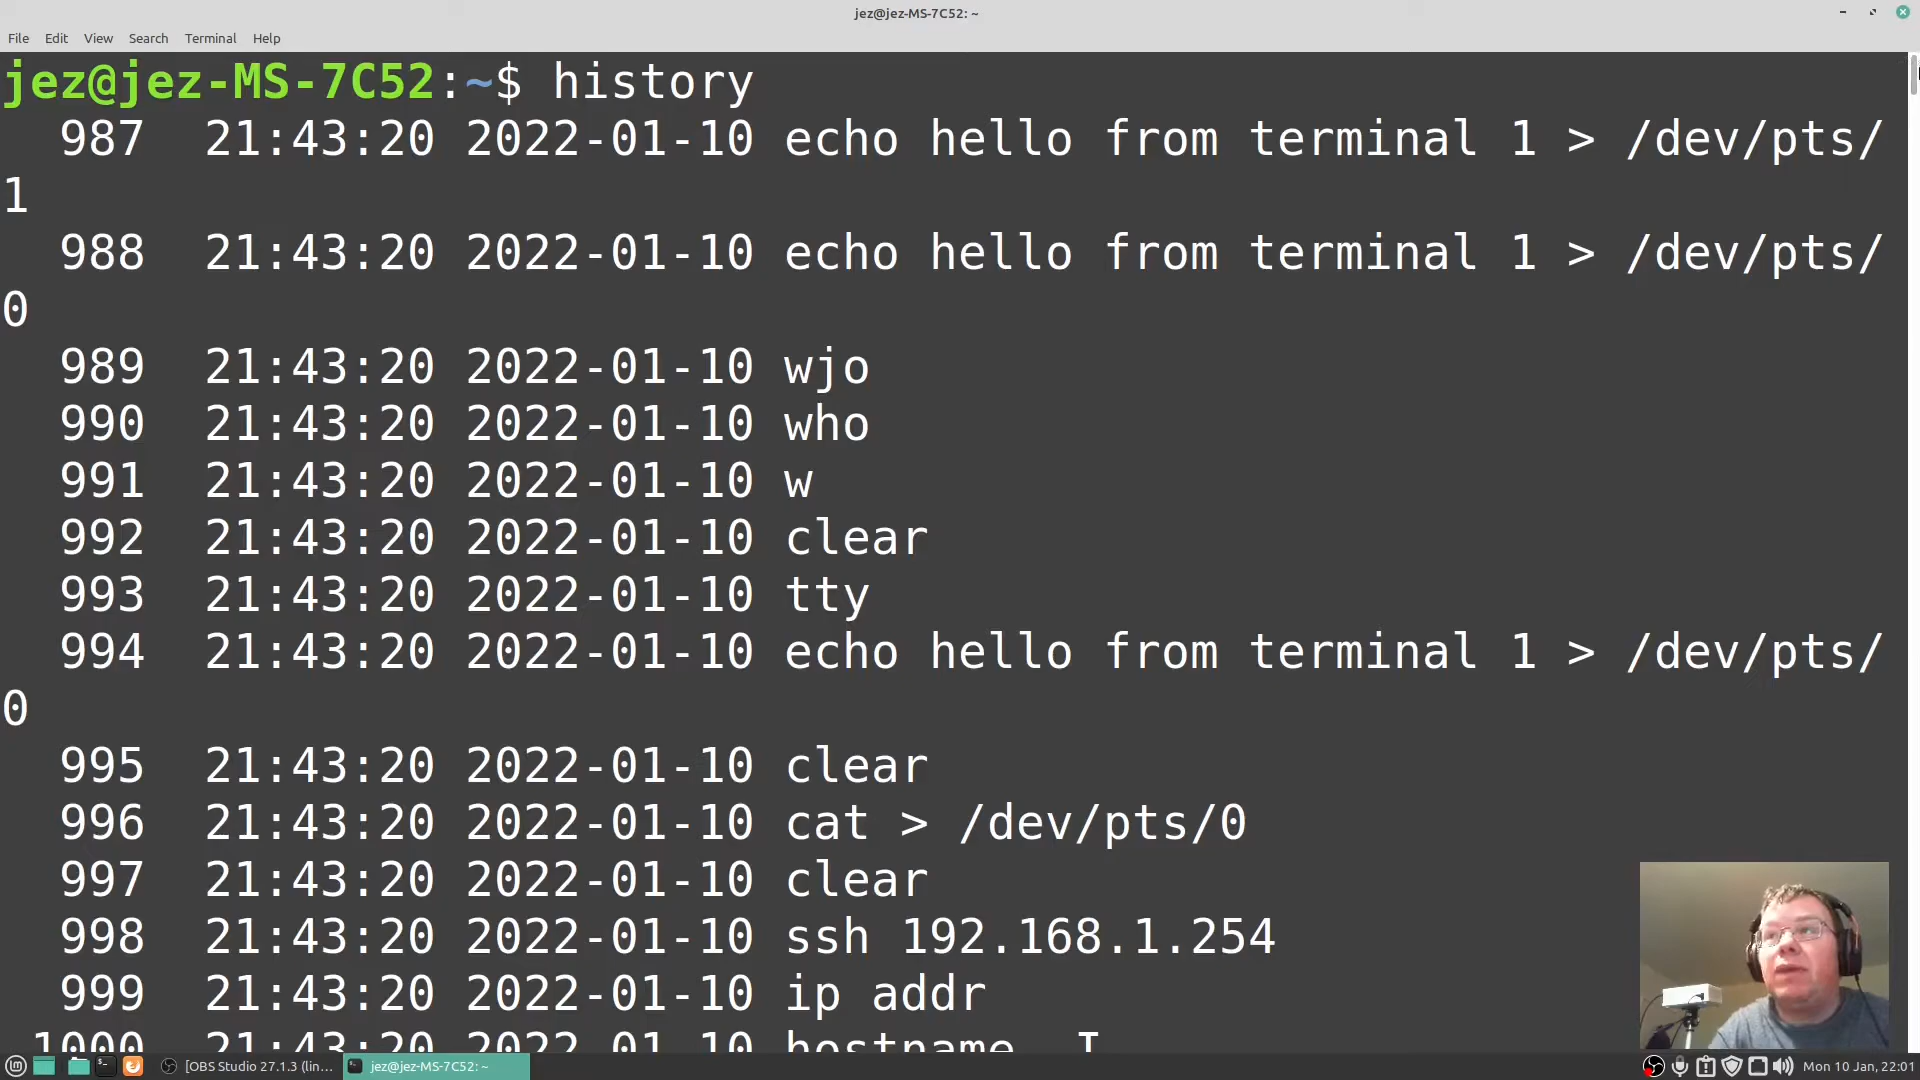 jez@jez-MS-7C52: ~
File Edit View Search Terminal Help
jez@jez-MS-7C52:~$ history
987 21:43:20 2022-01-10 echo hello from terminal 1 > /dev/pts/
1
988 21:43:20 2022-01-10 echo hello from terminal 1 > /dev/pts/
0
989 21:43:20 2022-01-10 wjo
990 21:43:20 2022-01-10 who
991 21:43:20 2022-01-10 w
992 21:43:20 2022-01-10 clear
993 21:43:20 2022-01-10 tty
994 21:43:20 2022-01-10 echo hello from terminal 1 > /dev/pts/
0
995 21:43:20 2022-01-10 clear
996 21:43:20 2022-01-10 cat > /dev/pts/0
997 21:43:20 2022-01-10 clear
998 21:43:20 2022-01-10 ssh 192.168.1.254
999 21:43:20 2022-01-10 ip addr
1000 21:43:20 2022-01-10 hostname -I
[OBS Studio 27.1.3 (lin... jez@jez-MS-7C52: ~ Mon 10 Jan, 22:01